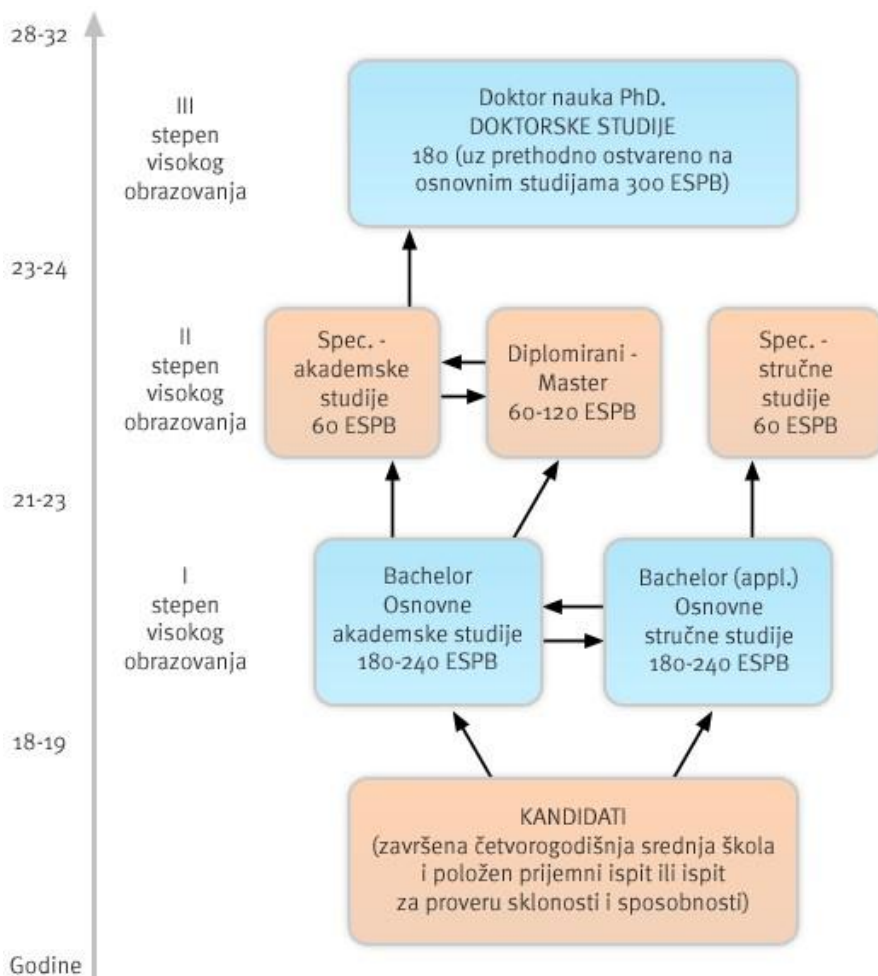 28-32
III
stepen
visokog
obrazovanja
Doktor nauka PhD.
DOKTORSKE STUDIJE
180 (uz prethodno ostvareno na
osnovnim studijama 300 ESPB)
23-24
II
stepen
visokog
obrazovanja
Spec. -
akademske
studije
60 ESPB
Diplomirani -
Master
60-120 ESPB
Spec. -
stručne
studije
60 ESPB
21-23
I
stepen
visokog
obrazovanja
Bachelor
Osnovne
akademske studije
180-240 ESPB
Bachelor (appl.)
Osnovne
stručne studije
180-240 ESPB
18-19
KANDIDATI
(završena četvorogodišnja srednja škola
i položen prijemni ispit ili ispit
za proveru sklonosti i sposobnosti)
Godine